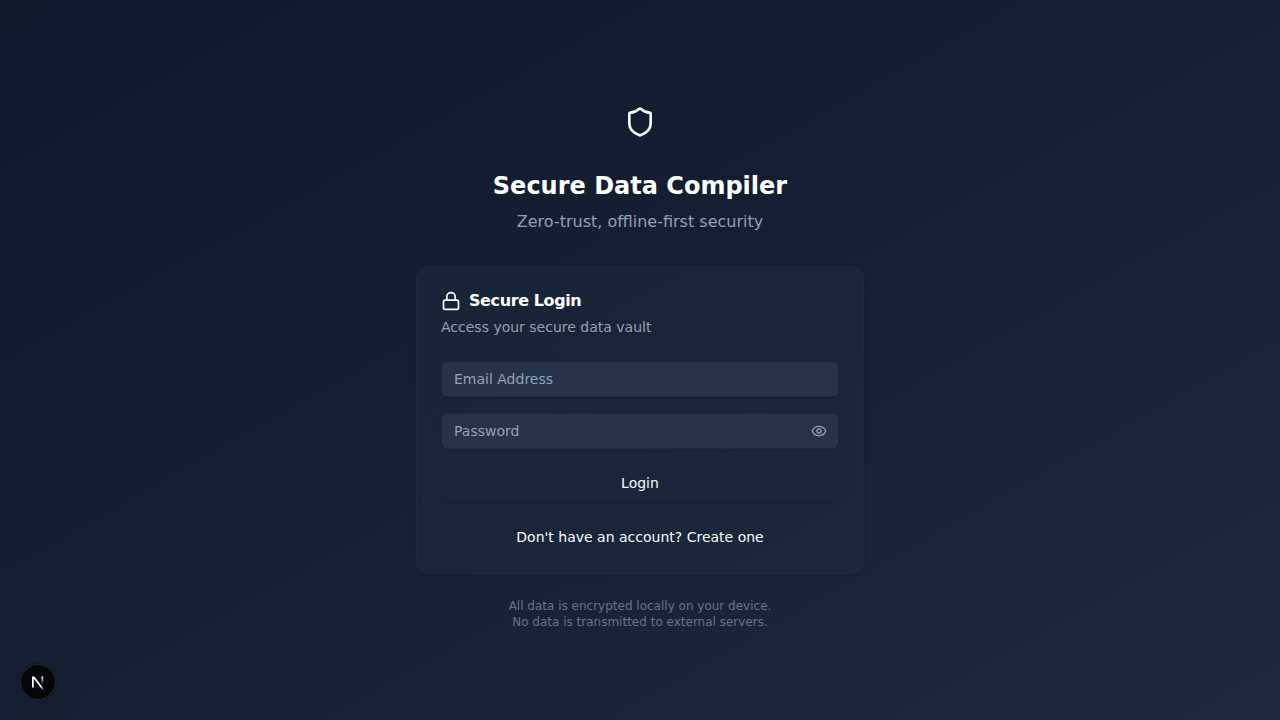 Secure Data Compiler
Zero-trust, offline-first security
Secure Login
Access your secure data vault
Email Address
Password
Login
Don't have an account? Create one
All data is encrypted locally on your device.
No data is transmitted to external servers.
N